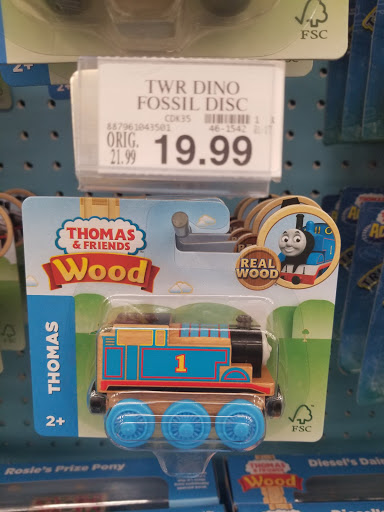 FSC
2+
TWR DINO
FOSSIL DISC
CDK35
887961043501 46-1542
ORIG.
21.99
19.99
THOMAS
& FRIENDS
Wood
REAL
WOOD
THOMAS
2+
1
FSC
Rosie's Prize Pony
THOMAS
& FRIENDS
Wood
Diesel's Dai